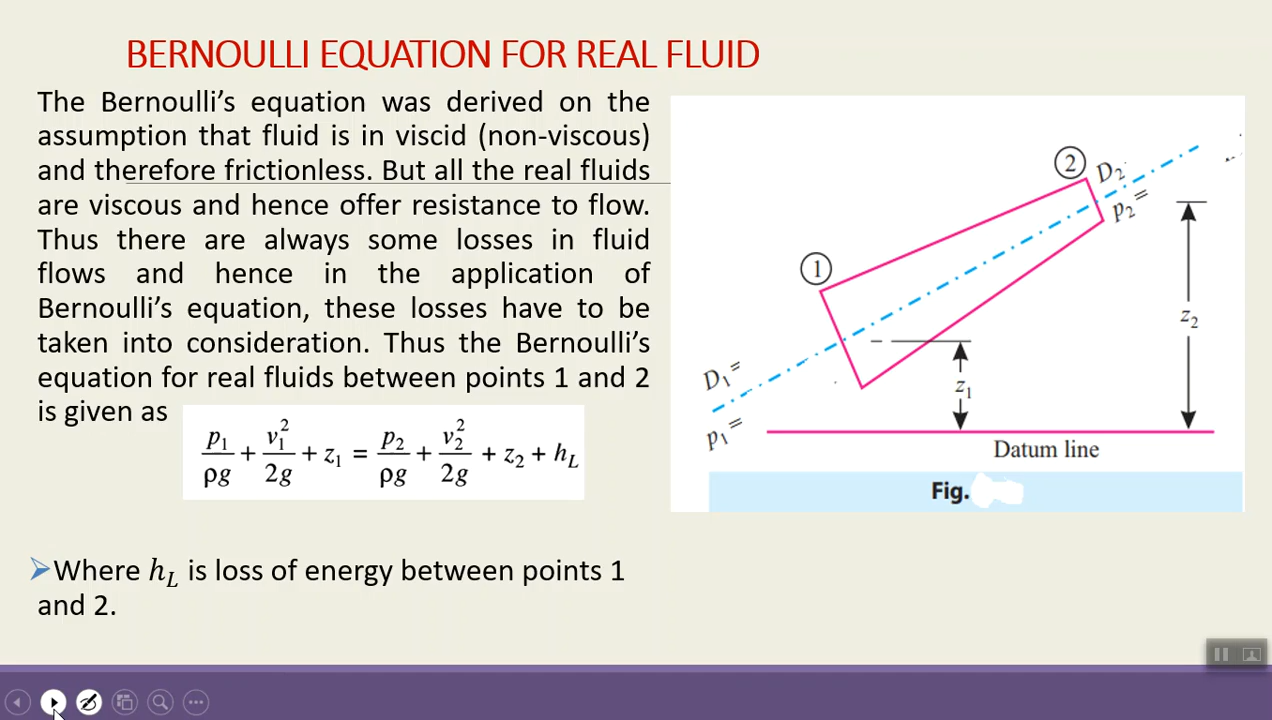 BERNOULLI EQUATION FOR REAL FLUID
The Bernoulli's equation was derived on the
assumption that fluid is in viscid (non-viscous)
and therefore frictionless. But all the real fluids
are viscous and hence offer resistance to flow.
Thus there are always some losses in fluid
flows and hence in the application of
Bernoulli's equation, these losses have to be
taken into consideration. Thus the Bernoulli's
equation for real fluids between points 1 and 2
is given as
p₁/ρg + v₁²/2g + z₁ = p₂/ρg + v₂²/2g + z₂ + h_L
Where h_L is loss of energy between points 1
and 2.
②
D₂
p₂ =
①
z₂
D₁ =
z₁
p₁ =
Datum line
Fig.